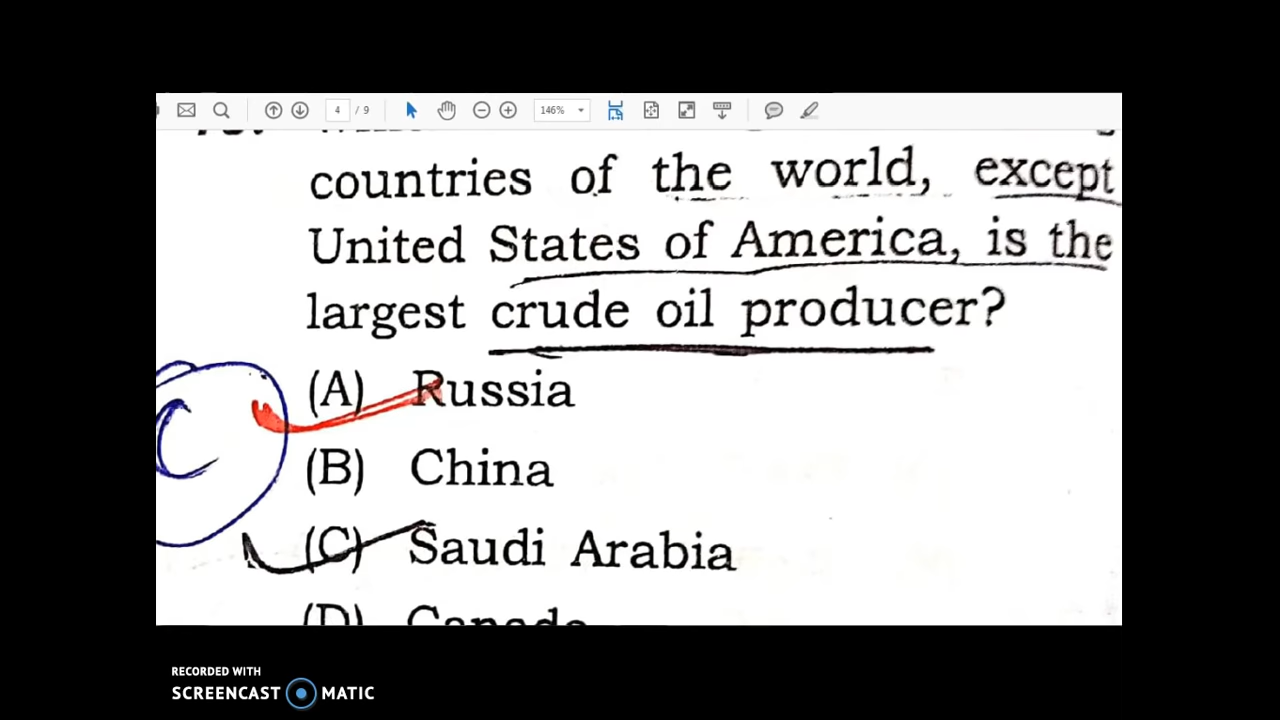 4 / 9
146%
countries of the world, except
United States of America, is the
largest crude oil producer?
(A) Russia
(B) China
C
(C) Saudi Arabia
(D) Canada
RECORDED WITH
SCREENCAST MATIC